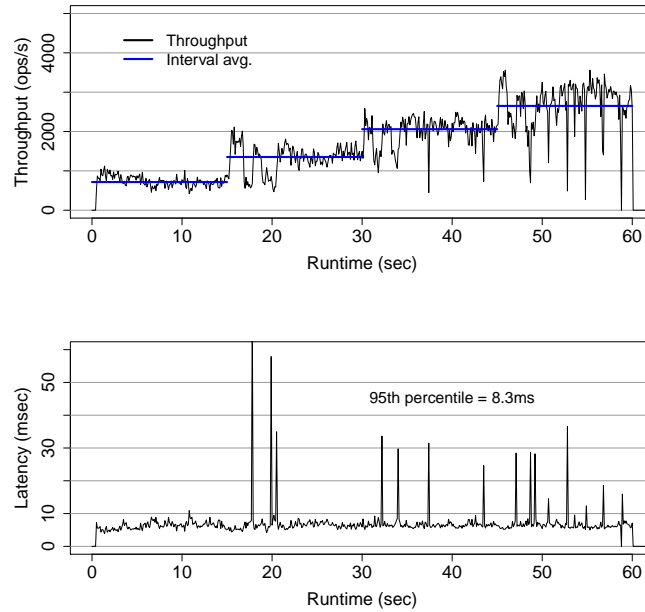 Throughput (ops/s)
4000
2000
0
Throughput
Interval avg.
0 10 20 30 40 50 60
Runtime (sec)
Latency (msec)
50
30
10
0
95th percentile = 8.3ms
0 10 20 30 40 50 60
Runtime (sec)